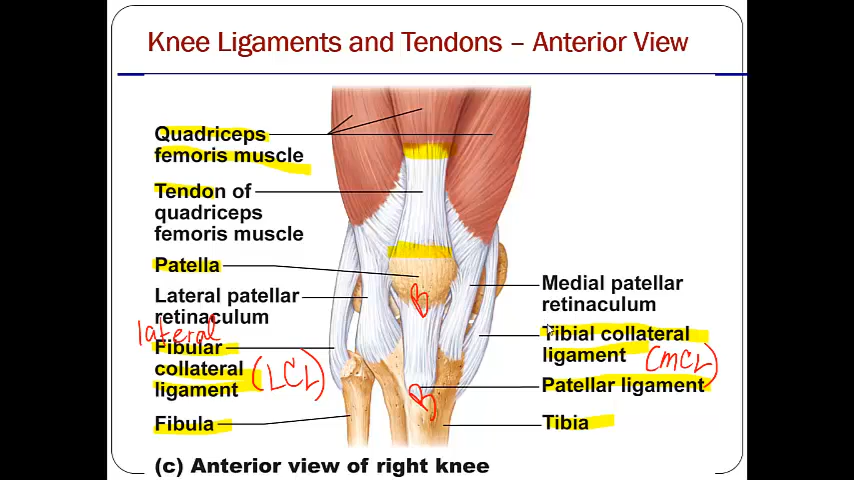 Knee Ligaments and Tendons – Anterior View
Quadriceps
femoris muscle
Tendon of
quadriceps
femoris muscle
Patella
Lateral patellar
retinaculum
lateral
Fibular
collateral
ligament
(LCL)
Fibula
Medial patellar
retinaculum
Tibial collateral
ligament
(MCL)
Patellar ligament
Tibia
B
B
(c) Anterior view of right knee